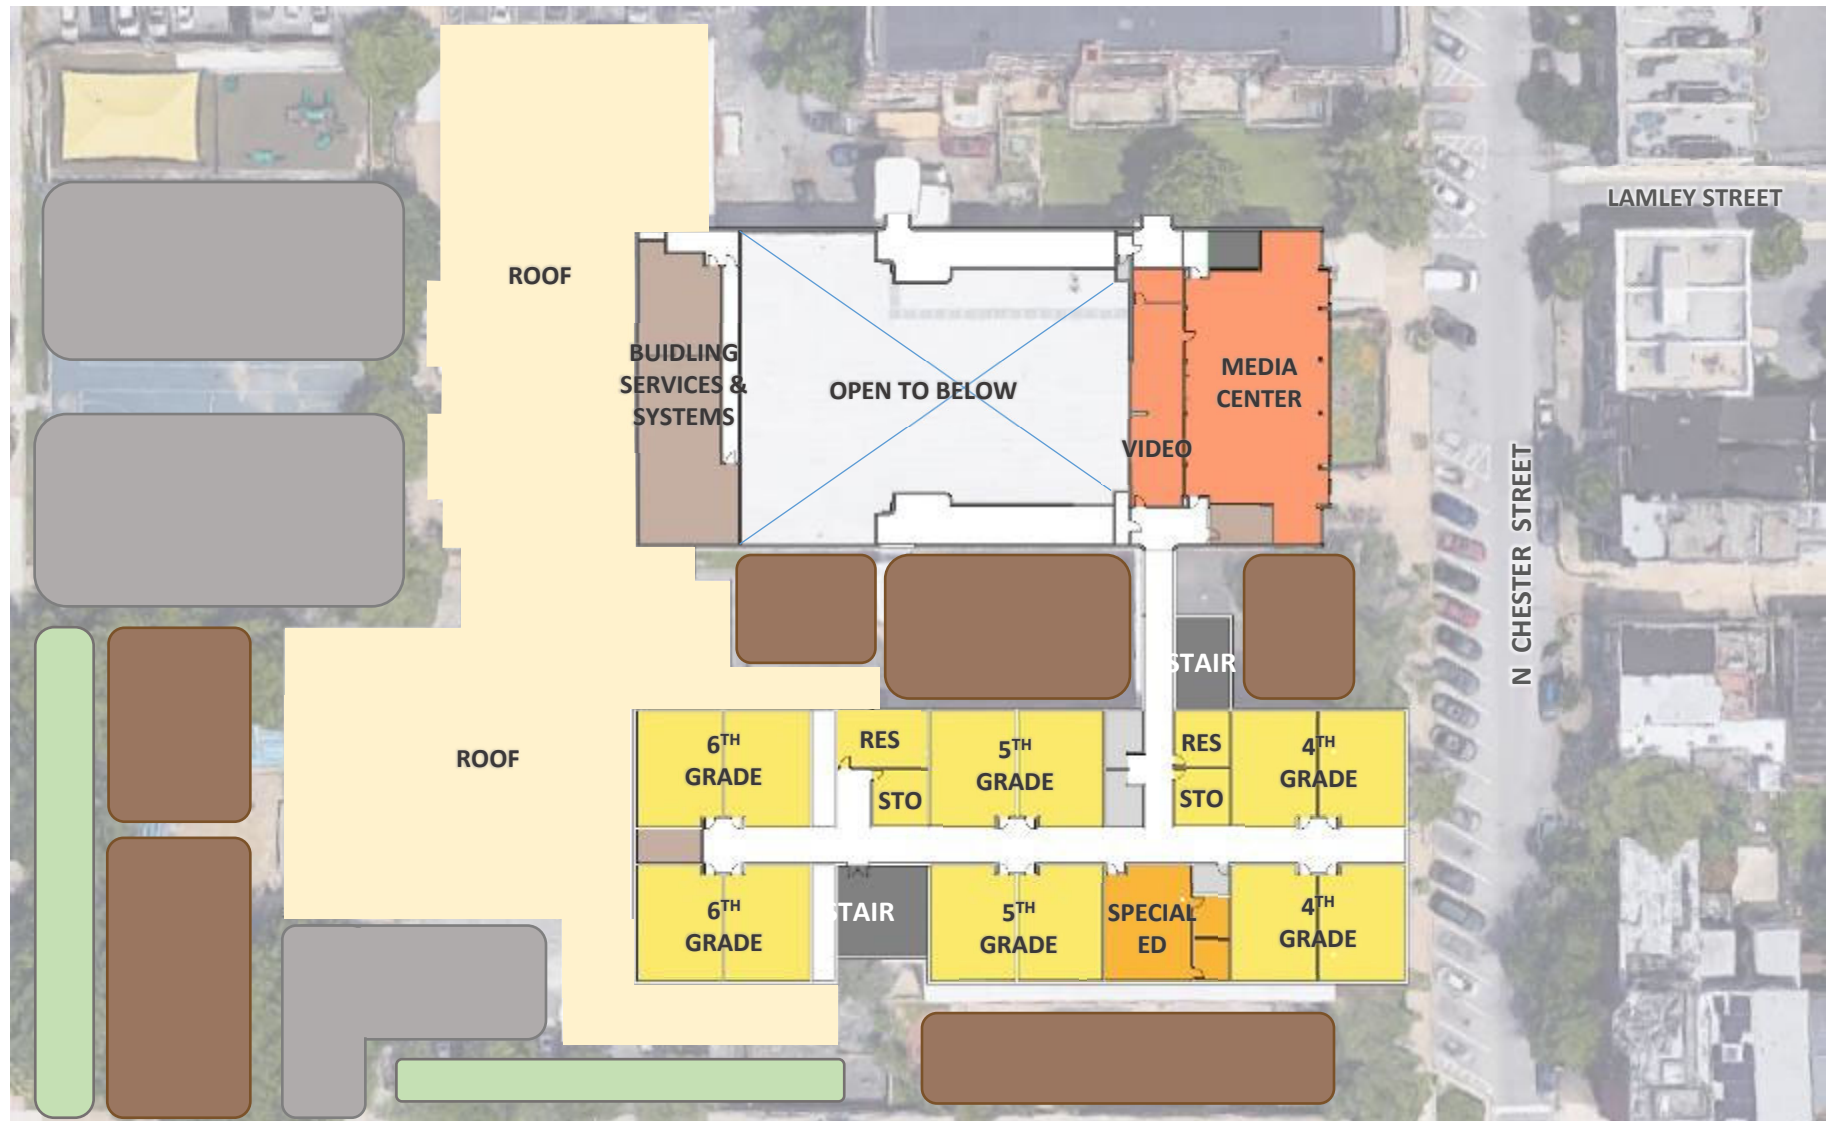 LAMLEY STREET
ROOF
BUIDLING
SERVICES &
SYSTEMS
OPEN TO BELOW
MEDIA
CENTER
VIDEO
N CHESTER STREET
STAIR
ROOF
6TH
GRADE
RES
STO
5TH
GRADE
RES
STO
4TH
GRADE
6TH
GRADE
STAIR
5TH
GRADE
SPECIAL
ED
4TH
GRADE